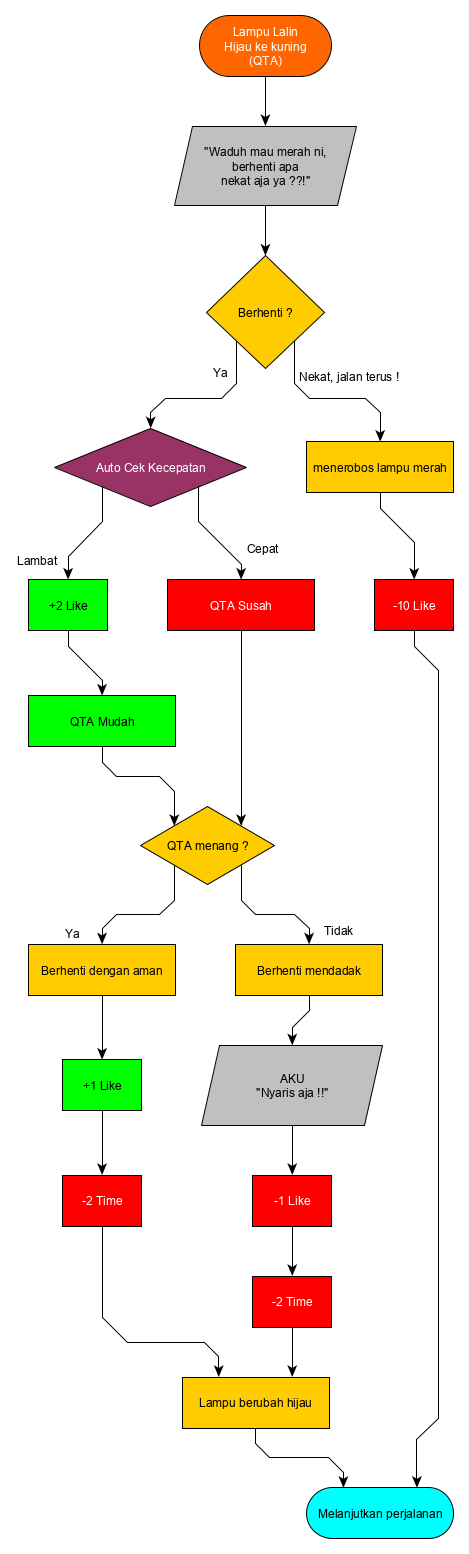 Lampu Lalin
Hijau ke kuning
(QTA)
"Waduh mau merah ni,
berhenti apa
nekat aja ya ??!"
Berhenti ?
Ya
Nekat, jalan terus !
Auto Cek Kecepatan
menerobos lampu merah
Lambat
Cepat
+2 Like
QTA Susah
-10 Like
QTA Mudah
QTA menang ?
Ya
Tidak
Berhenti dengan aman
Berhenti mendadak
AKU
"Nyaris aja !!"
+1 Like
-2 Time
-1 Like
-2 Time
Lampu berubah hijau
Melanjutkan perjalanan